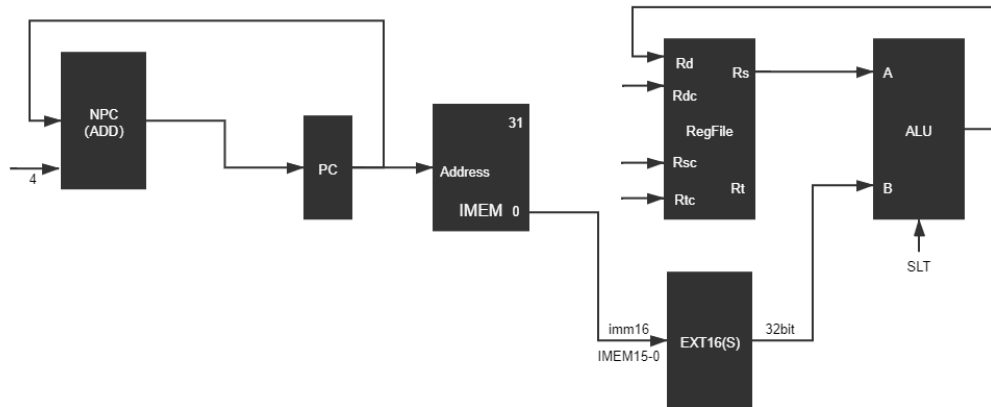 NPC
(ADD)
4
PC
31
Address
IMEM 0
Rd
Rs
Rdc
RegFile
Rsc
Rt
Rtc
A
ALU
B
SLT
imm16
IMEM15-0
EXT16(S)
32bit